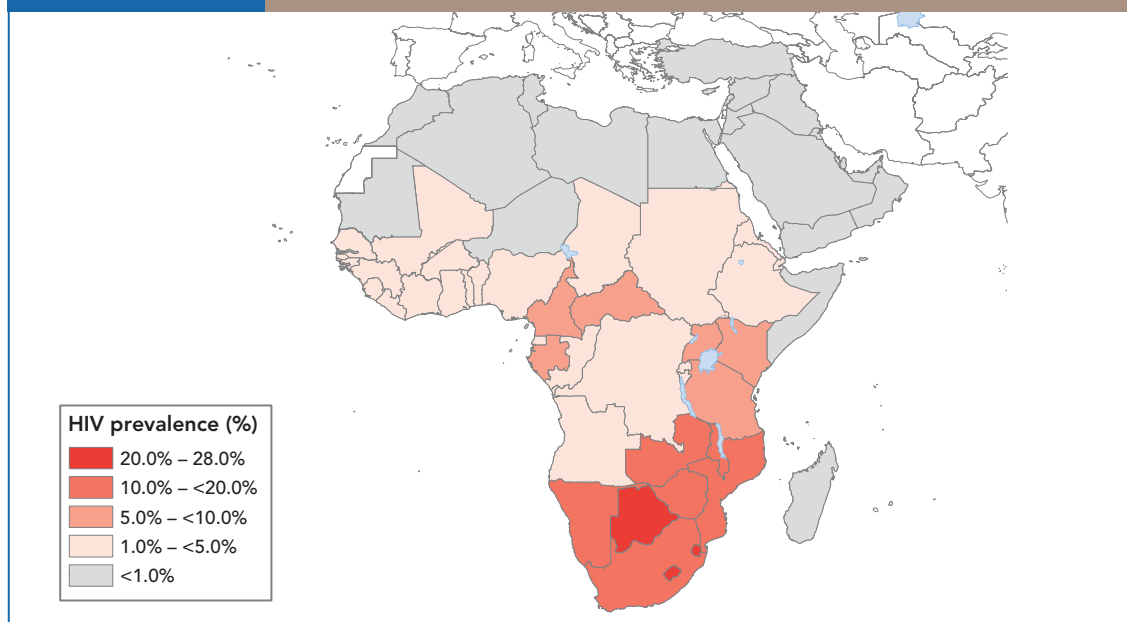 HIV prevalence (%)
20.0% – 28.0%
10.0% – <20.0%
5.0% – <10.0%
1.0% – <5.0%
<1.0%